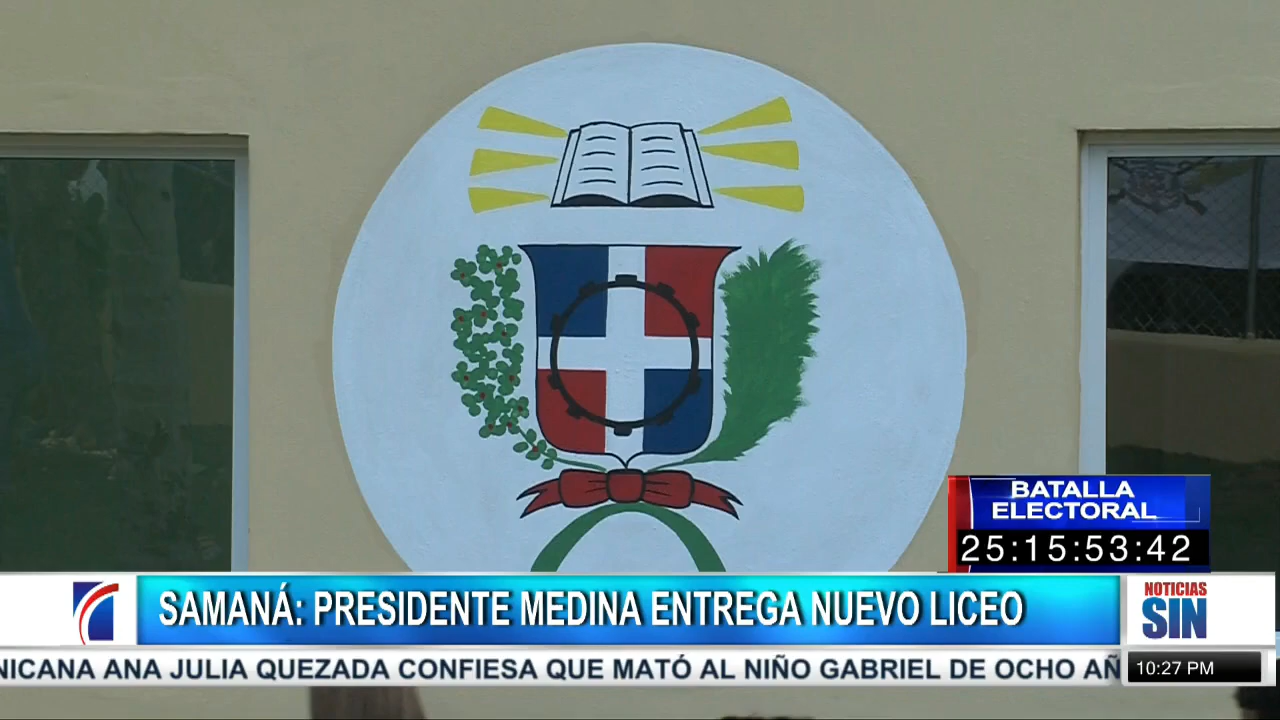 BATALLA
ELECTORAL
25:15:53:42
SAMANÁ: PRESIDENTE MEDINA ENTREGA NUEVO LICEO
NOTICIAS
SIN
NICANA ANA JULIA QUEZADA CONFIESA QUE MATÓ AL NIÑO GABRIEL DE OCHO AÑ
10:27 PM